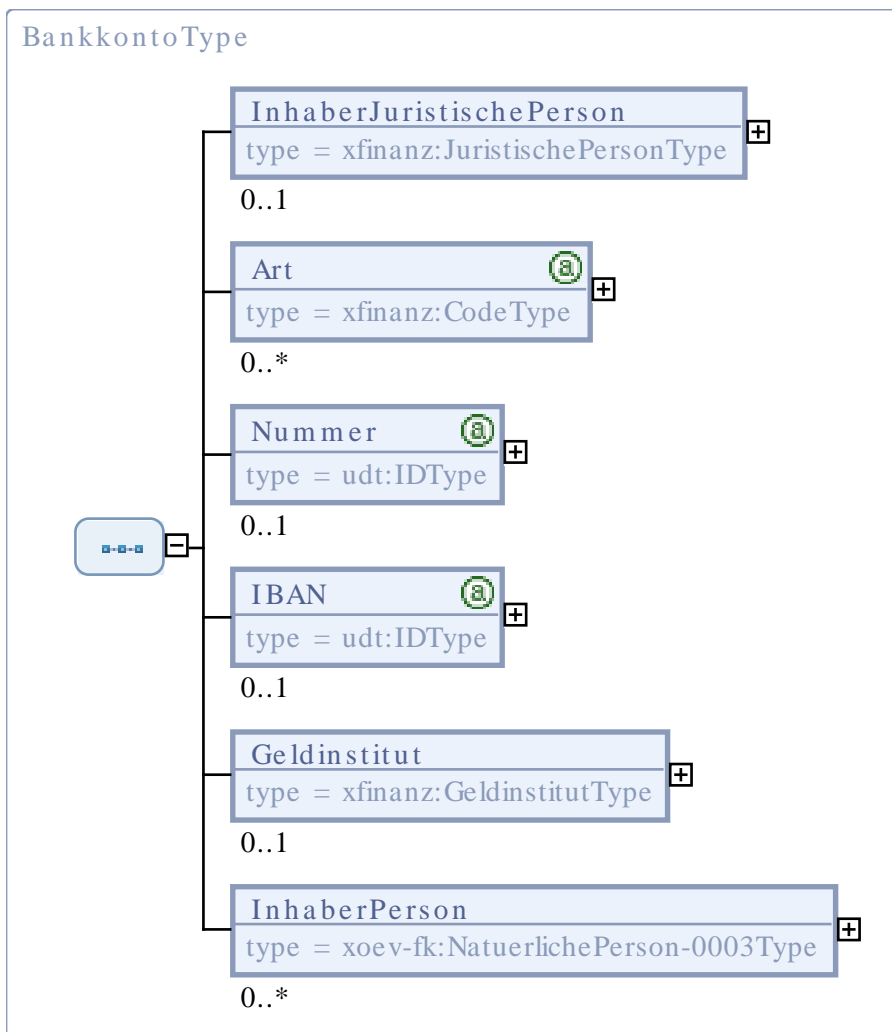 BankkontoType
InhaberJuristischePerson
type = xfinanz:JuristischePersonType
0..1
Art
type = xfinanz:CodeType
0..*
Nummer
type = udt:IDType
0..1
IBAN
type = udt:IDType
0..1
Geldinstitut
type = xfinanz:GeldinstitutType
0..1
InhaberPerson
type = xoev-fk:NatuerlichePerson-0003Type
0..*